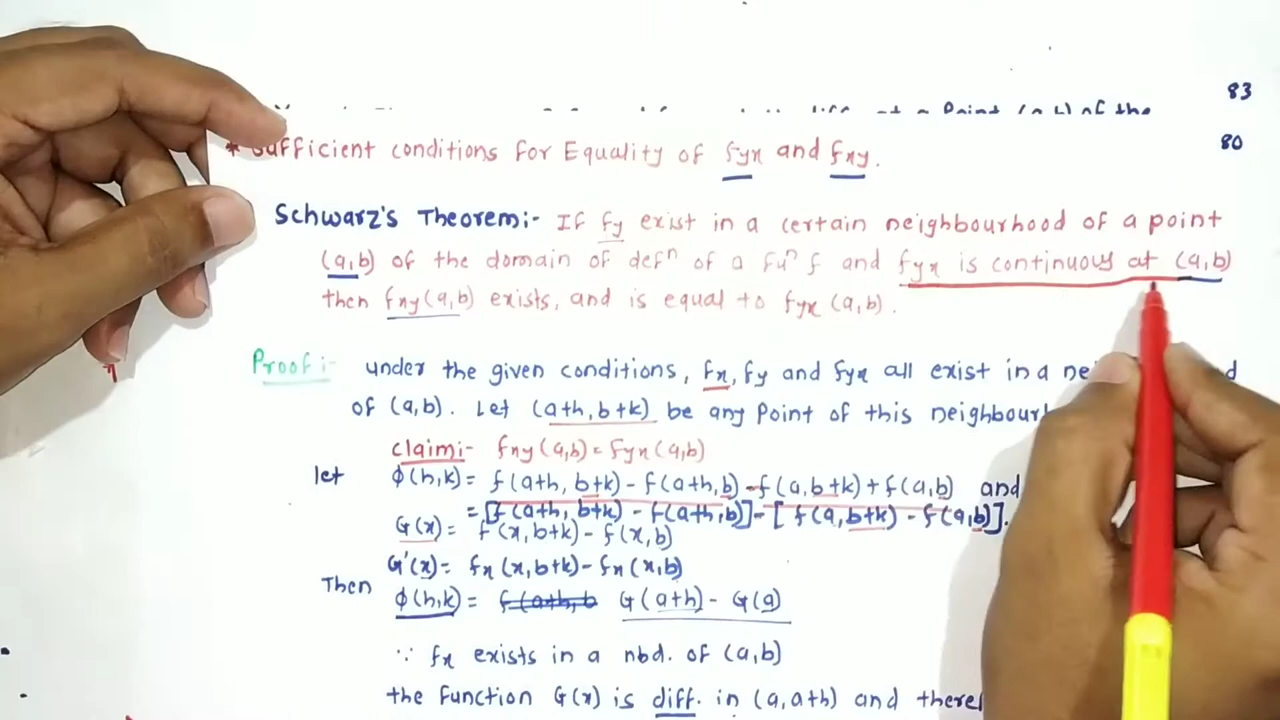 83
at a Point (a,b) of the
* Sufficient conditions for Equality of fyx and fxy. 80
Schwarz's Theorem:- If fy exist in a certain neighbourhood of a point
(a,b) of the domain of defⁿ of a fuⁿ f and fyx is continuous at (a,b)
then fxy(a,b) exists, and is equal to fyx (a,b).
Proof:- under the given conditions, fx, fy and fyx all exist in a
of (a,b). Let (a+h, b+k) be any Point of this
claim:- fxy(a,b) = fyx(a,b)
let ϕ(h,k) = f(a+h, b+k) - f(a+h, b) - f(a, b+k) + f(a,b) and
= [f(a+h, b+k) - f(a+h, b)] - [f(a, b+k) - f(a,b)].
G(x) = f(x, b+k) - f(x,b)
G'(x) = fx(x, b+k) - fx(x,b)
Then ϕ(h,k) = f(a+h, b G(a+h) - G(a)
∵ fx exists in a nbd. of (a,b)
the function G(x) is diff. in (a, a+h) and